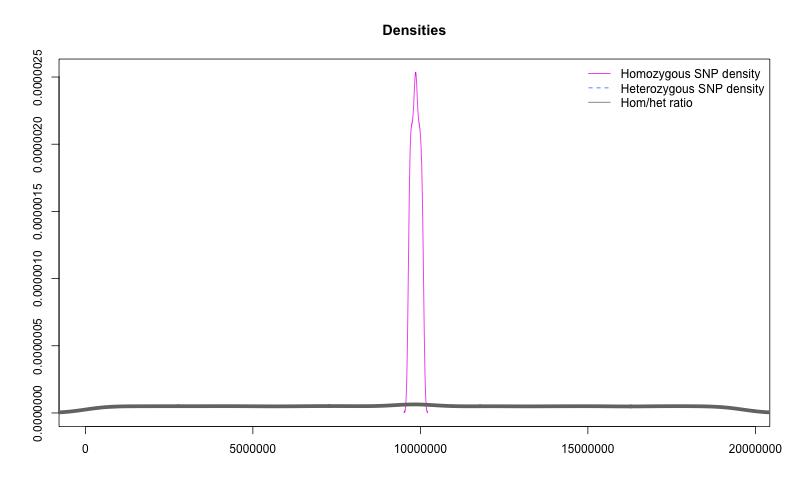 Densities
0.0000025
0.0000020
0.0000015
0.0000010
0.0000005
0.0000000
Homozygous SNP density
Heterozygous SNP density
Hom/het ratio
0 5000000 10000000 15000000 20000000